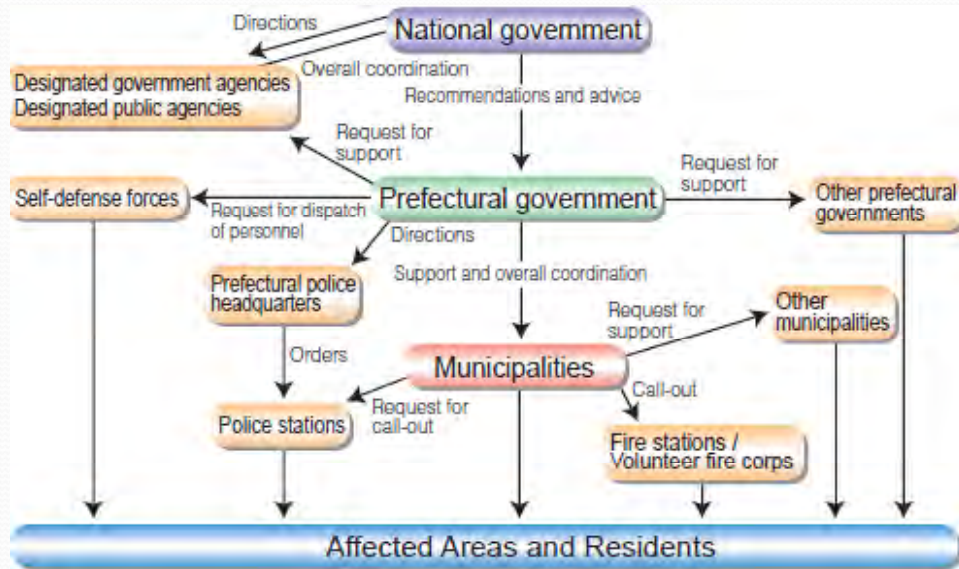 Directions
National government
Overall coordination
Designated government agencies
Designated public agencies
Recommendations and advice
Request for
support
Request for
support
Self-defense forces
Prefectural government
Other prefectural
governments
Request for dispatch
of personnel
Directions
Prefectural police
headquarters
Support and overall coordination
Request for
support
Other
municipalities
Orders
Municipalities
Call-out
Request for
call-out
Police stations
Fire stations /
Volunteer fire corps
Affected Areas and Residents